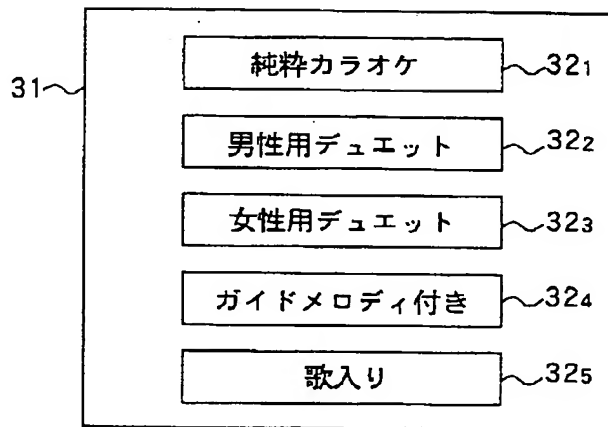 純粋カラオケ 32₁
31
男性用デュエット 32₂
女性用デュエット 32₃
ガイドメロディ付き 32₄
歌入り 32₅